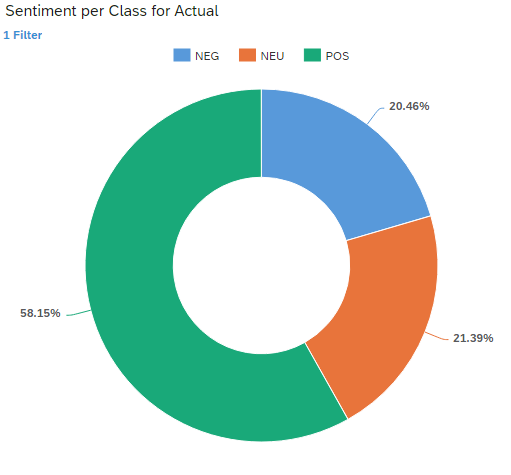 Sentiment per Class for Actual
1 Filter
NEG NEU POS
20.46%
58.15%
21.39%